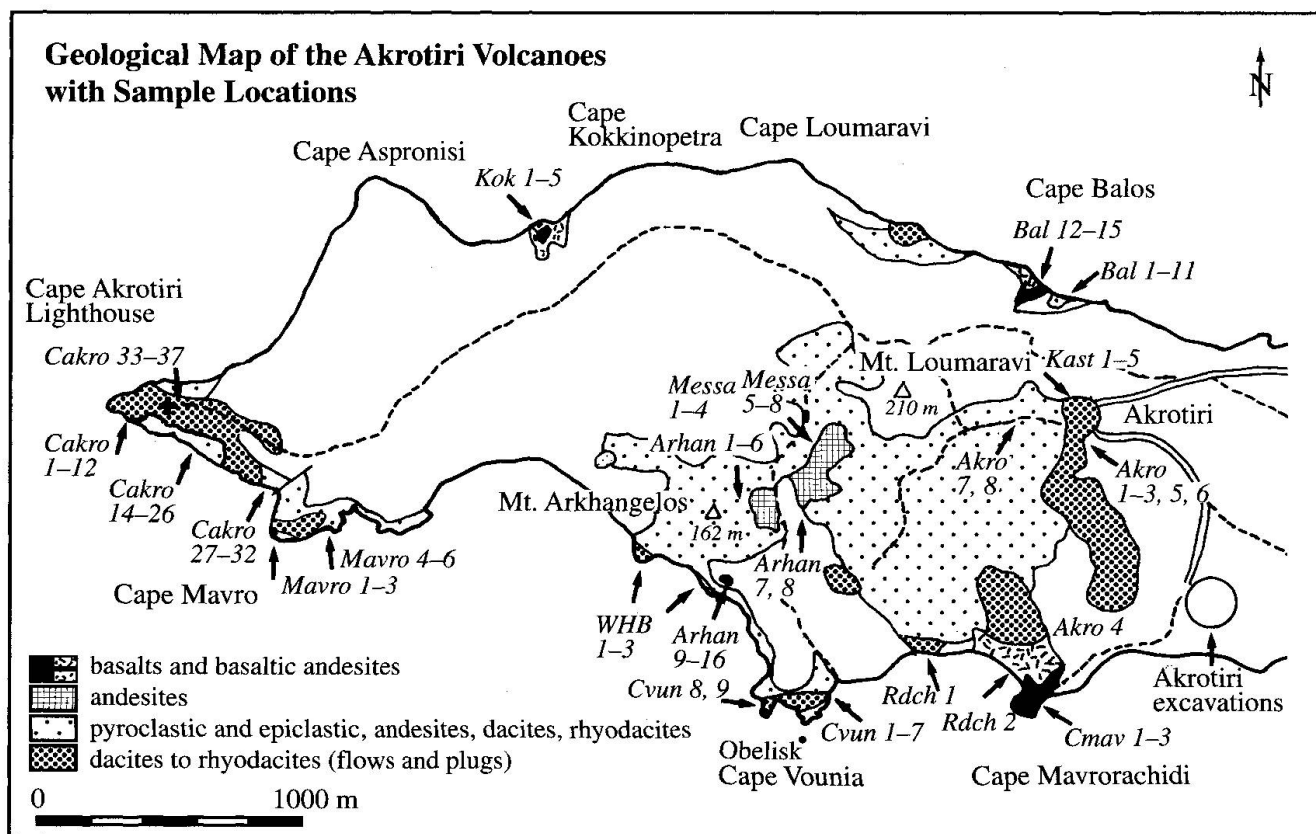 Geological Map of the Akrotiri Volcanoes
with Sample Locations
N
Cape
Kokkinopetra
Cape Loumaravi
Cape Aspronisi
Kok 1–5
Cape Balos
Bal 12–15
Bal 1–11
Cape Akrotiri
Lighthouse
Cakro 33–37
Mt. Loumaravi
210 m
Kast 1–5
Messa
1–4
Messa
5–8
Akrotiri
Cakro
1–12
Arhan 1–6
Akro
7, 8
Akro
1–3, 5, 6
Cakro
14–26
Mt. Arkhangelos
162 m
Cakro
27–32
Mavro 4–6
Mavro 1–3
Cape Mavro
Arhan
7, 8
WHB
1–3
Arhan
9–16
Akro 4
Cvun 8, 9
Rdch 1
Rdch 2
Akrotiri
excavations
Cvun 1–7
Cmav 1–3
Obelisk
Cape Vounia
Cape Mavrorachidi
basalts and basaltic andesites
andesites
pyroclastic and epiclastic, andesites, dacites, rhyodacites
dacites to rhyodacites (flows and plugs)
0
1000 m